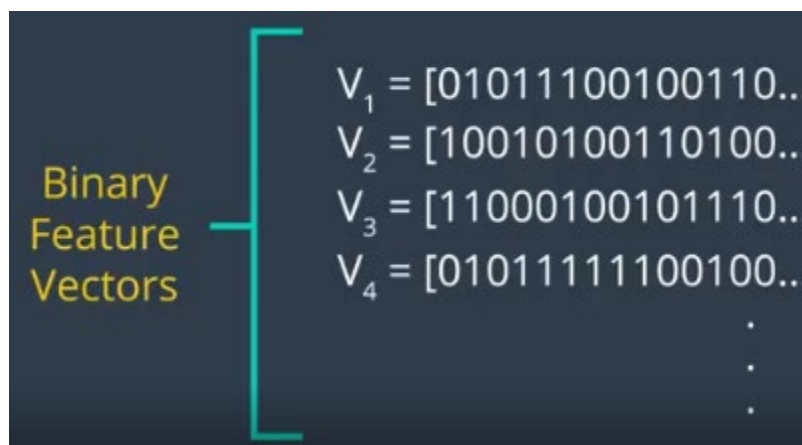 Binary
Feature
Vectors
V₁ = [01011100100110..
V₂ = [10010100110100..
V₃ = [11000100101110..
V₄ = [01011111100100..
.
.
.